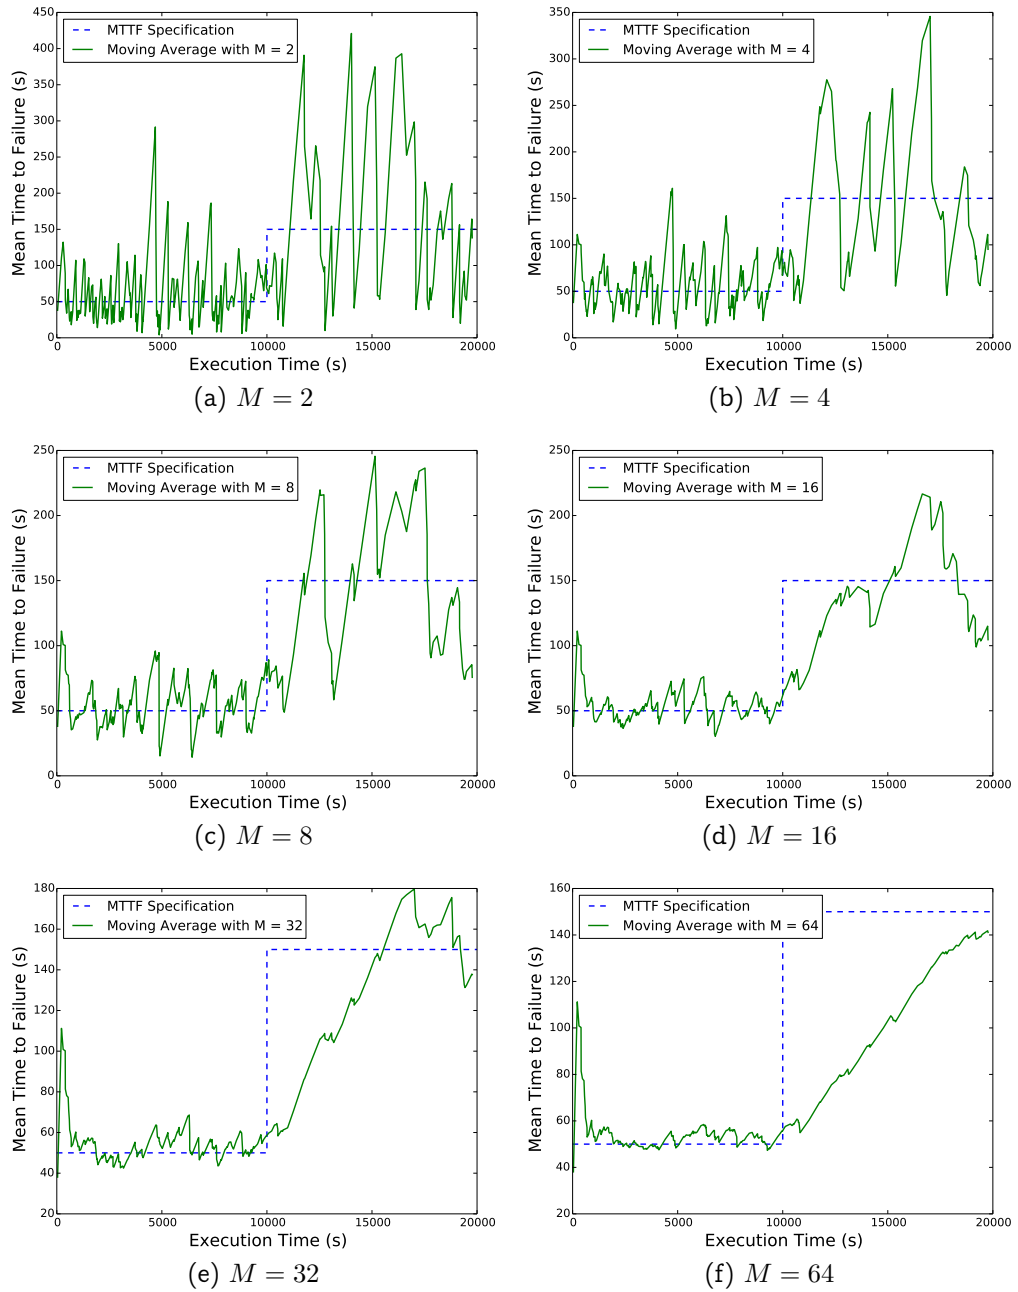 MTTF Specification
Moving Average with M = 2
Mean Time to Failure (s)
450
400
350
300
250
200
150
100
50
0
0 5000 10000 15000 20000
Execution Time (s)
(a) M = 2
MTTF Specification
Moving Average with M = 4
Mean Time to Failure (s)
350
300
250
200
150
100
50
0
0 5000 10000 15000 20000
Execution Time (s)
(b) M = 4
MTTF Specification
Moving Average with M = 8
Mean Time to Failure (s)
250
200
150
100
50
0
0 5000 10000 15000 20000
Execution Time (s)
(c) M = 8
MTTF Specification
Moving Average with M = 16
Mean Time to Failure (s)
250
200
150
100
50
0
0 5000 10000 15000 20000
Execution Time (s)
(d) M = 16
MTTF Specification
Moving Average with M = 32
Mean Time to Failure (s)
180
160
140
120
100
80
60
40
20
0 5000 10000 15000 20000
Execution Time (s)
(e) M = 32
MTTF Specification
Moving Average with M = 64
Mean Time to Failure (s)
160
140
120
100
80
60
40
20
0 5000 10000 15000 20000
Execution Time (s)
(f) M = 64